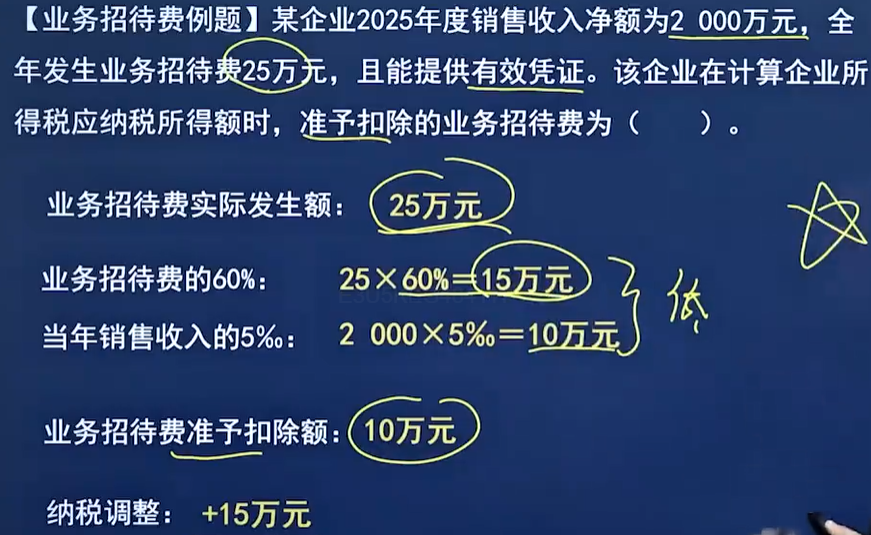 【业务招待费例题】某企业2025年度销售收入净额为2 000万元，全
年发生业务招待费25万元，且能提供有效凭证。该企业在计算企业所
得税应纳税所得额时，准予扣除的业务招待费为（　　）。
业务招待费实际发生额： 25万元
业务招待费的60%： 25×60%=15万元
当年销售收入的5‰： 2 000×5‰=10万元
低
业务招待费准予扣除额：10万元
纳税调整： +15万元